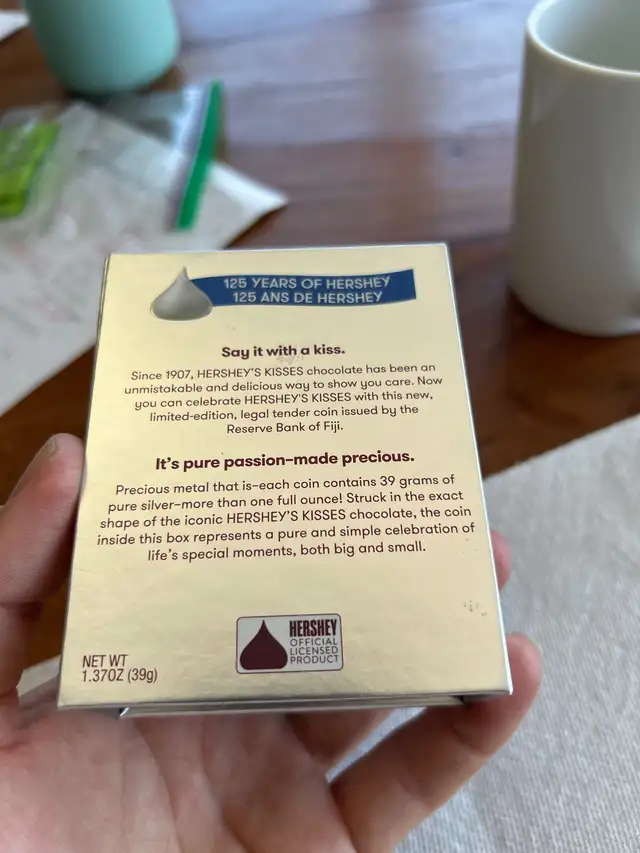 125 YEARS OF HERSHEY
125 ANS DE HERSHEY
Say it with a kiss.
Since 1907, HERSHEY'S KISSES chocolate has been an
unmistakable and delicious way to show you care. Now
you can celebrate HERSHEY'S KISSES with this new,
limited-edition, legal tender coin issued by the
Reserve Bank of Fiji.
It's pure passion-made precious.
Precious metal that is-each coin contains 39 grams of
pure silver-more than one full ounce! Struck in the exact
shape of the iconic HERSHEY'S KISSES chocolate, the coin
inside this box represents a pure and simple celebration of
life's special moments, both big and small.
HERSHEY
OFFICIAL
LICENSED
PRODUCT
NET WT
1.37OZ (39g)